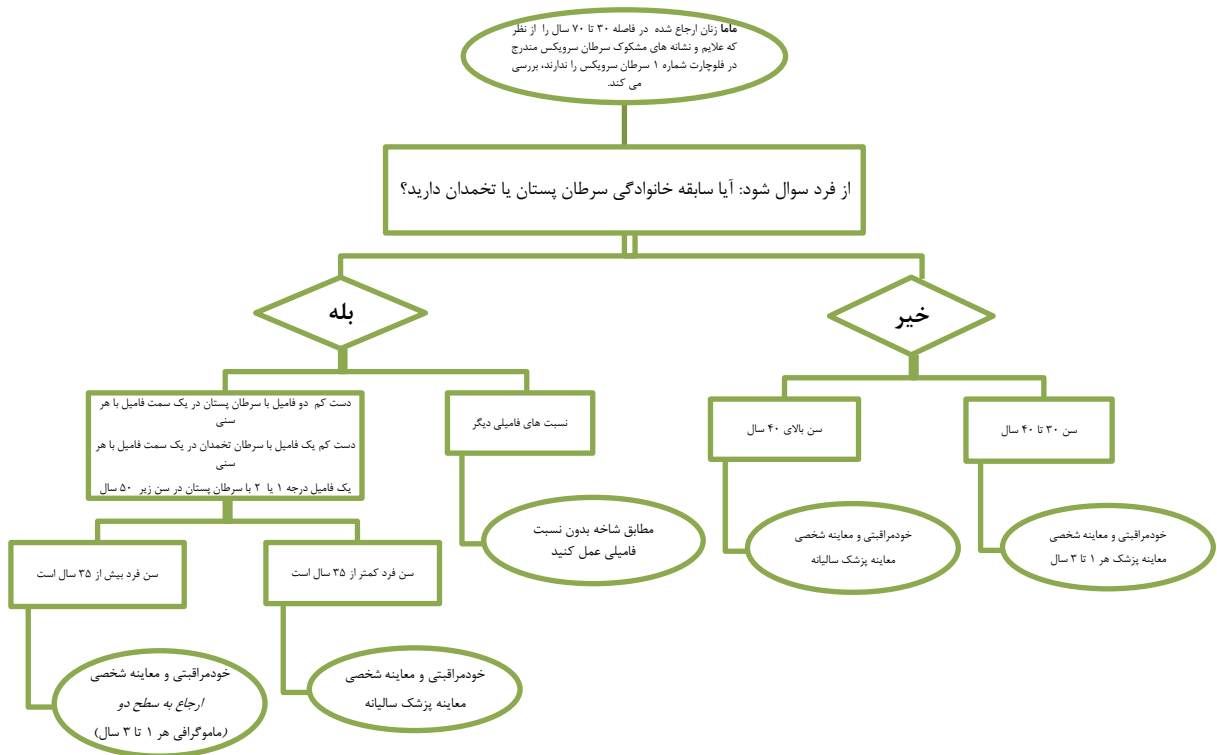 ماما زنان ارجاع شده در فاصله ۳۰ تا ۷۰ سال را از نظر
که علایم و نشانه های مشکوک سرطان سرویکس مندرج
در فلوچارت شماره ۱ سرطان سرویکس را ندارند، بررسی
می کند.
از فرد سوال شود: آیا سابقه خانوادگی سرطان پستان یا تخمدان دارید؟
خیر
بله
سن ۳۰ تا ۴۰ سال
سن بالای ۴۰ سال
نسبت های فامیلی دیگر
دست کم دو فامیل با سرطان پستان در یک سمت فامیل با هر
سنی
دست کم یک فامیل با سرطان تخمدان در یک سمت فامیل با هر
سنی
یک فامیل درجه ۱ یا ۲ با سرطان پستان در سن زیر ۵۰ سال
خودمراقبتی و معاینه شخصی
معاینه پزشک هر ۱ تا ۳ سال
خودمراقبتی و معاینه شخصی
معاینه پزشک سالیانه
مطابق شاخه بدون نسبت
فامیلی عمل کنید
سن فرد کمتر از ۳۵ سال است
سن فرد بیش از ۳۵ سال است
خودمراقبتی و معاینه شخصی
معاینه پزشک سالیانه
خودمراقبتی و معاینه شخصی
ارجاع به سطح دو
(ماموگرافی هر ۱ تا ۳ سال)